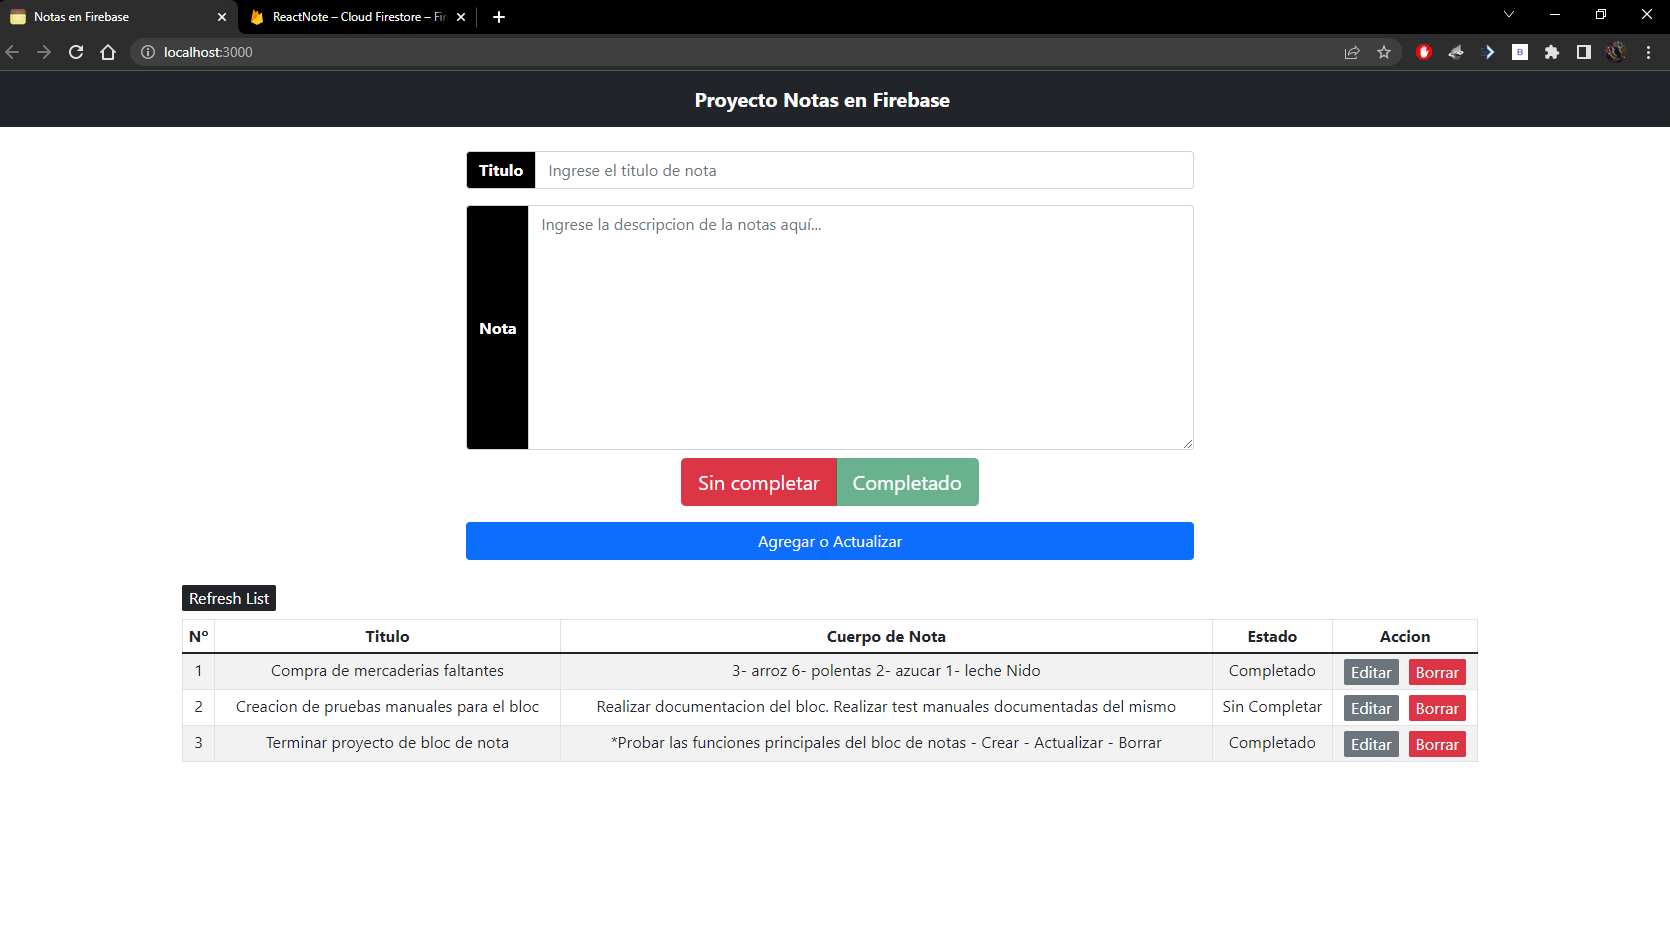 Notas en Firebase
ReactNote – Cloud Firestore – Fir
localhost:3000
B
Proyecto Notas en Firebase
Titulo Ingrese el titulo de nota
Nota Ingrese la descripcion de la notas aquí...
Sin completar Completado
Agregar o Actualizar
Refresh List
Nº Titulo Cuerpo de Nota Estado Accion
1 Compra de mercaderias faltantes 3- arroz 6- polentas 2- azucar 1- leche Nido Completado Editar Borrar
2 Creacion de pruebas manuales para el bloc Realizar documentacion del bloc. Realizar test manuales documentadas del mismo Sin Completar Editar Borrar
3 Terminar proyecto de bloc de nota *Probar las funciones principales del bloc de notas - Crear - Actualizar - Borrar Completado Editar Borrar